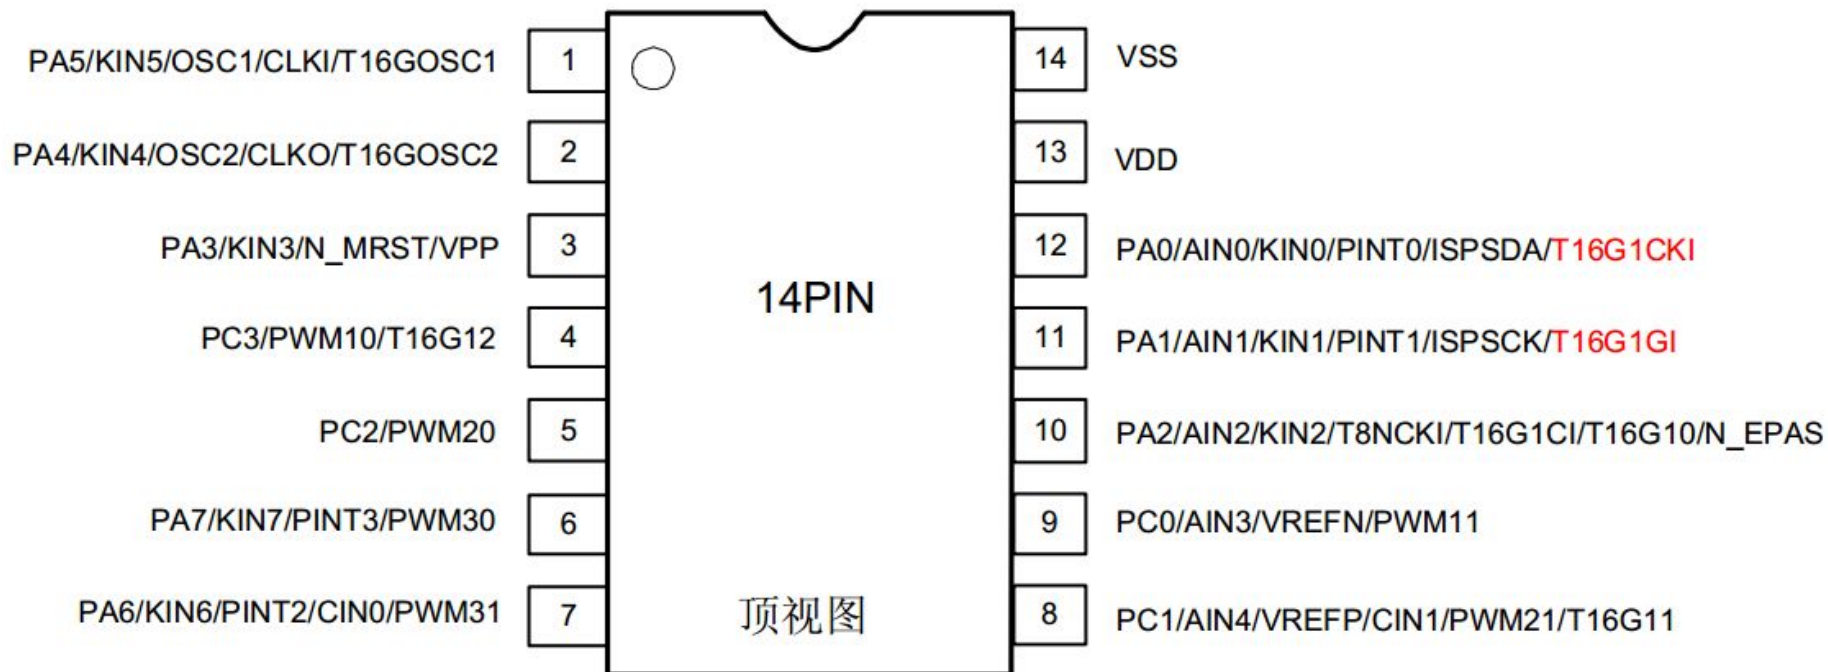 PA5/KIN5/OSC1/CLKI/T16GOSC1 1 14 VSS
PA4/KIN4/OSC2/CLKO/T16GOSC2 2 13 VDD
PA3/KIN3/N_MRST/VPP 3 12 PA0/AIN0/KIN0/PINT0/ISPSDA/T16G1CKI
14PIN
PC3/PWM10/T16G12 4 11 PA1/AIN1/KIN1/PINT1/ISPSCK/T16G1GI
PC2/PWM20 5 10 PA2/AIN2/KIN2/T8NCKI/T16G1CI/T16G10/N_EPAS
PA7/KIN7/PINT3/PWM30 6 9 PC0/AIN3/VREFN/PWM11
PA6/KIN6/PINT2/CIN0/PWM31 7 顶视图 8 PC1/AIN4/VREFP/CIN1/PWM21/T16G11